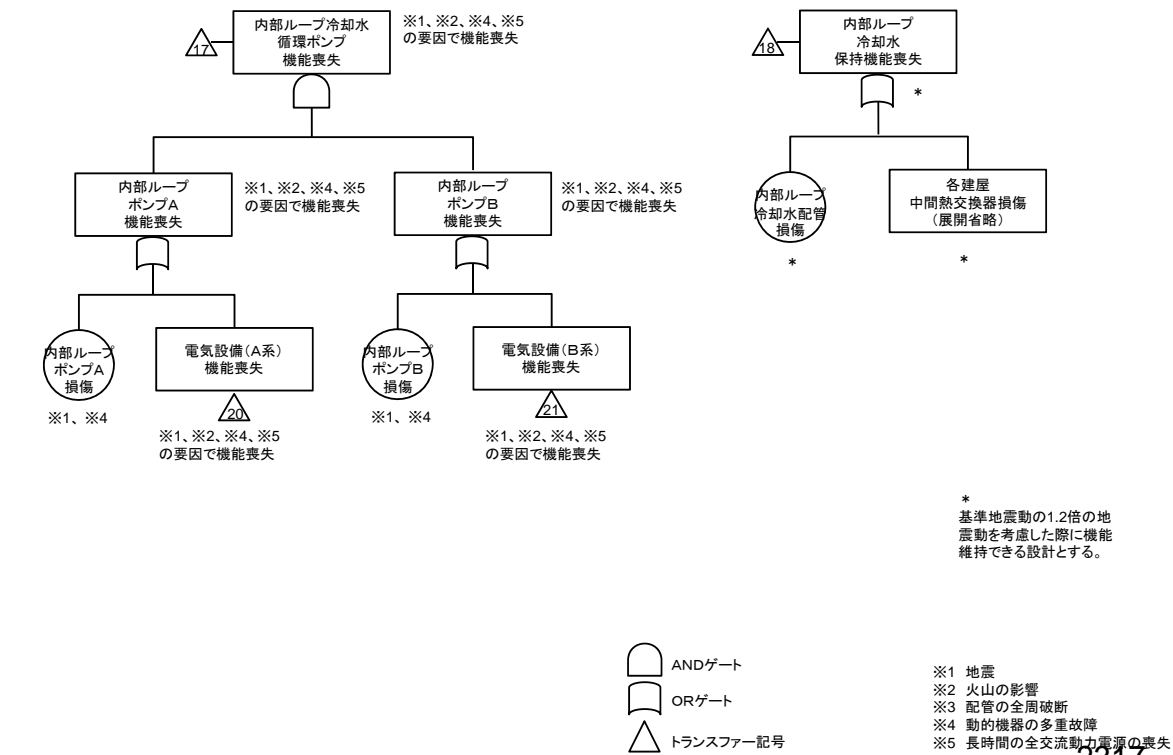 17
内部ループ冷却水
循環ポンプ
機能喪失
※1、※2、※4、※5
の要因で機能喪失
18
内部ループ
冷却水
保持機能喪失
*
内部ループ
ポンプA
機能喪失
※1、※2、※4、※5
の要因で機能喪失
内部ループ
ポンプB
機能喪失
※1、※2、※4、※5
の要因で機能喪失
内部ループ
冷却水配管
損傷
*
各建屋
中間熱交換器損傷
(展開省略)
*
内部ループ
ポンプA
損傷
※1、※4
電気設備(A系)
機能喪失
20
※1、※2、※4、※5
の要因で機能喪失
内部ループ
ポンプB
損傷
※1、※4
電気設備(B系)
機能喪失
21
※1、※2、※4、※5
の要因で機能喪失
*
基準地震動の1.2倍の地
震動を考慮した際に機能
維持できる設計とする。
ANDゲート
ORゲート
トランスファー記号
※1 地震
※2 火山の影響
※3 配管の全周破断
※4 動的機器の多重故障
※5 長時間の全交流動力電源の喪失